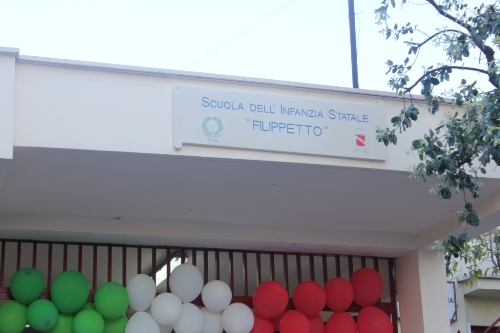 SCUOLA DELL' INFANZIA STATALE
"FILIPPETTO"